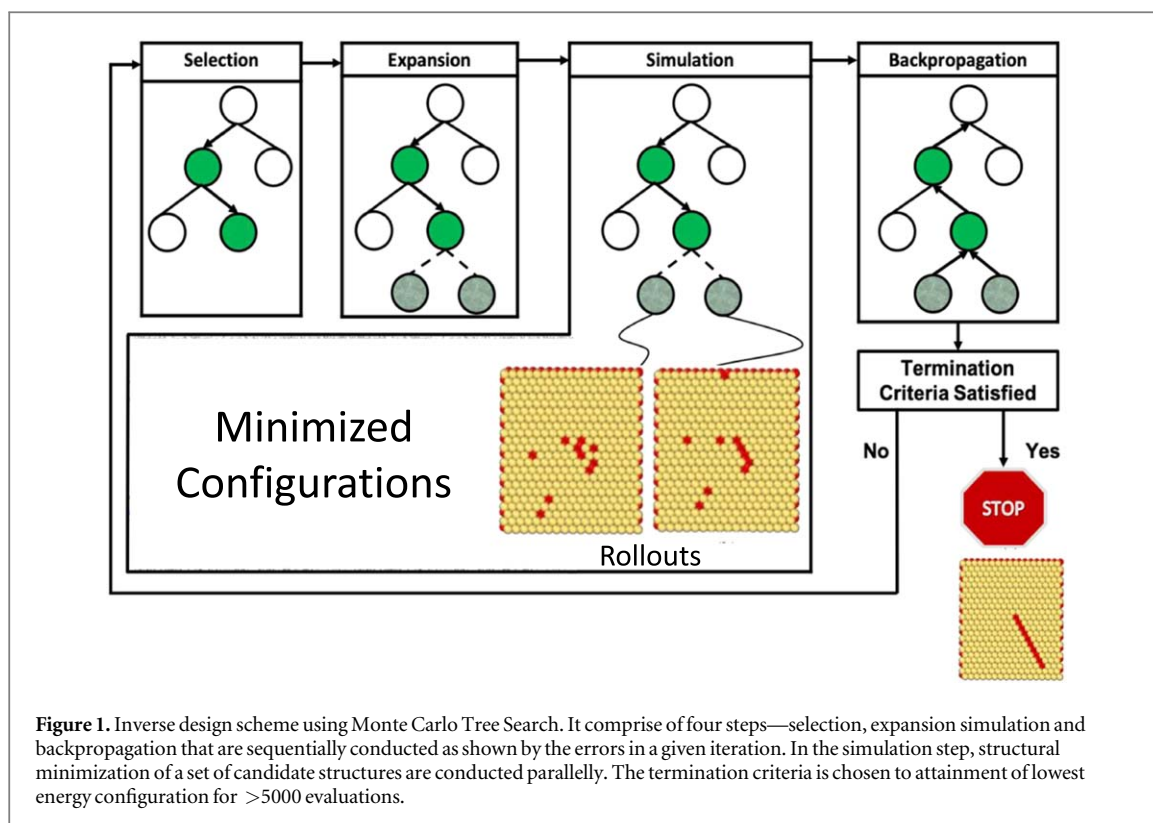 Selection
Expansion
Simulation
Backpropagation
Minimized
Configurations
Rollouts
Termination
Criteria Satisfied
No
Yes
STOP
Figure 1. Inverse design scheme using Monte Carlo Tree Search. It comprise of four steps—selection, expansion simulation and
backpropagation that are sequentially conducted as shown by the errors in a given iteration. In the simulation step, structural
minimization of a set of candidate structures are conducted parallelly. The termination criteria is chosen to attainment of lowest
energy configuration for >5000 evaluations.